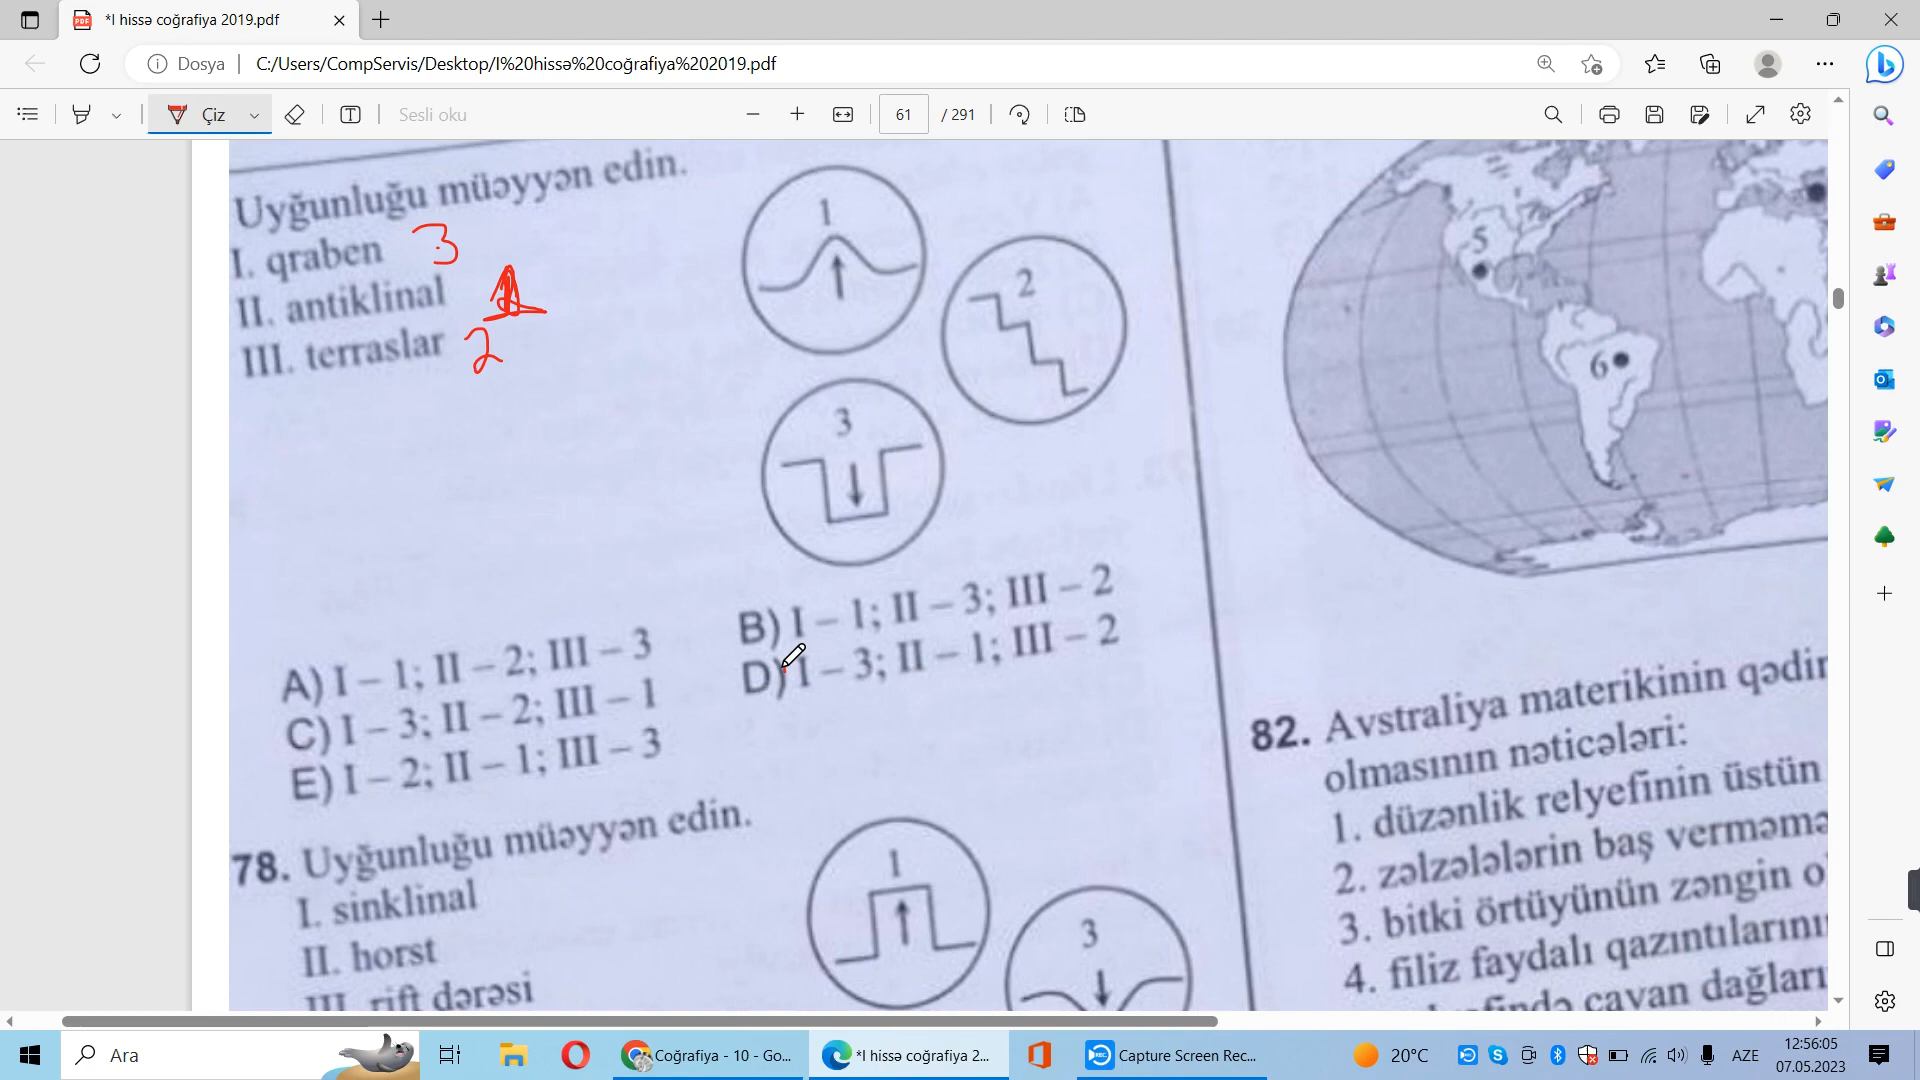 *I hissə coğrafiya 2019.pdf
Dosya
C:/Users/CompServis/Desktop/I%20hissə%20coğrafiya%202019.pdf
Çiz
Sesli oku
61 / 291
Uyğunluğu müəyyən edin.
I. qraben 3
II. antiklinal 1
III. terraslar 2
1
2
3
A) I – 1; II – 2; III – 3
B) I – 1; II – 3; III – 2
C) I – 3; II – 2; III – 1
D) I – 3; II – 1; III – 2
E) I – 2; II – 1; III – 3
78. Uyğunluğu müəyyən edin.
I. sinklinal
II. horst
III. rift dərəsi
1
3
5
6
82. Avstraliya materikinin qədim
olmasının nəticələri:
1. düzənlik relyefinin üstün
2. zəlzələlərin baş verməmə
3. bitki örtüyünün zəngin o
4. filiz faydalı qazıntılarını
cavan dağları
Ara
Coğrafiya - 10 - Go...
*I hissə coğrafiya 2...
Capture Screen Rec...
20°C
AZE
12:56:05
07.05.2023